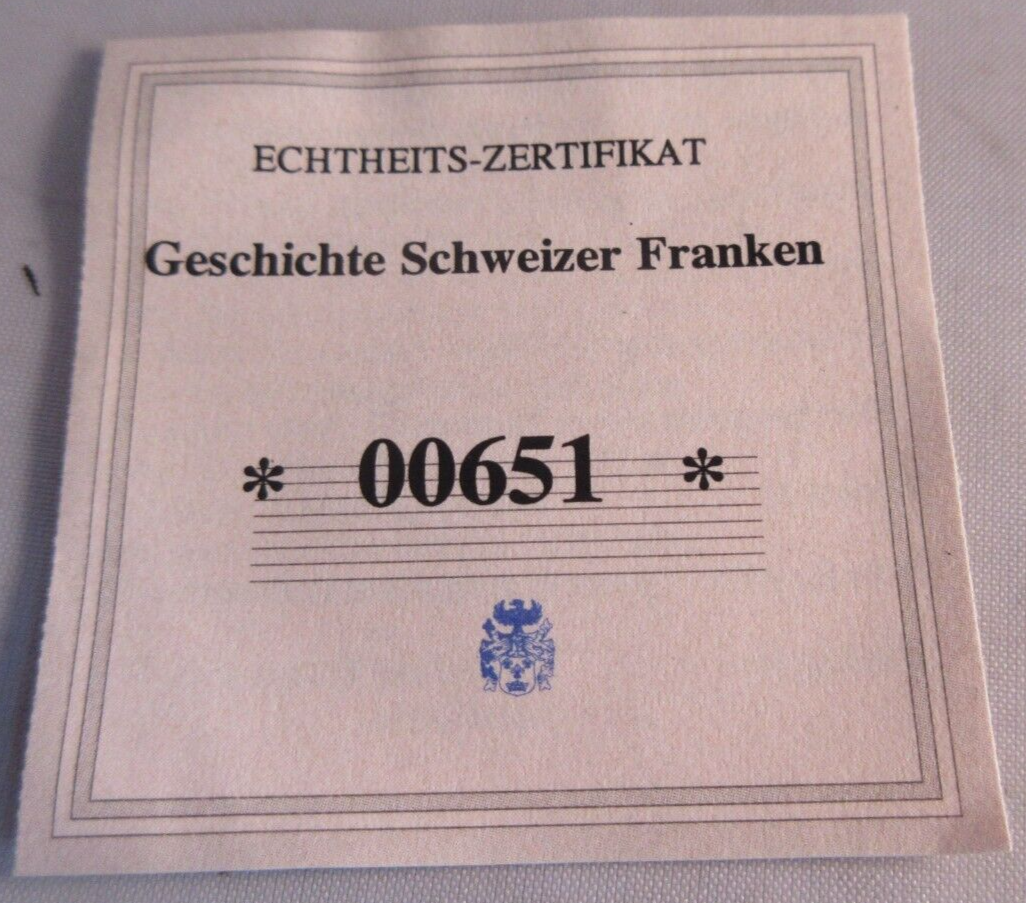 ECHTHEITS-ZERTIFIKAT
Geschichte Schweizer Franken
* 00651 *